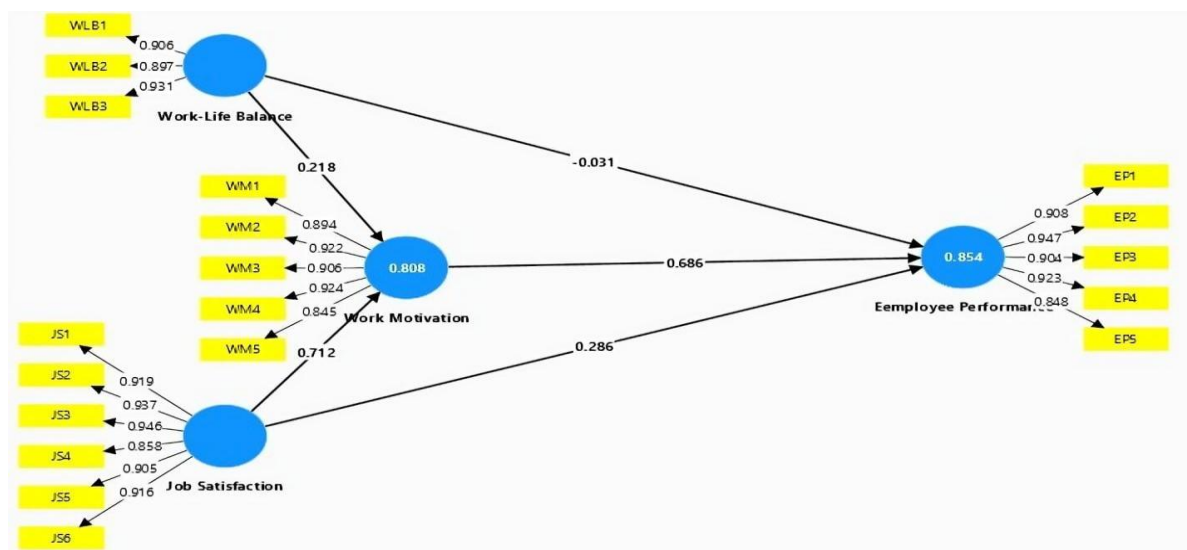 WLB1
0.906
WLB2
0.897
WLB3
0.931
Work-Life Balance
0.218
-0.031
WM1
0.894
WM2
0.922
WM3
0.906
WM4
0.924
WM5
0.845
0.808
Work Motivation
0.686
0.712
0.286
EP1
0.908
EP2
0.947
EP3
0.904
EP4
0.923
EP5
0.848
0.854
Eemployee Performance
JS1
0.919
JS2
0.937
JS3
0.946
JS4
0.858
JS5
0.905
JS6
0.916
Job Satisfaction